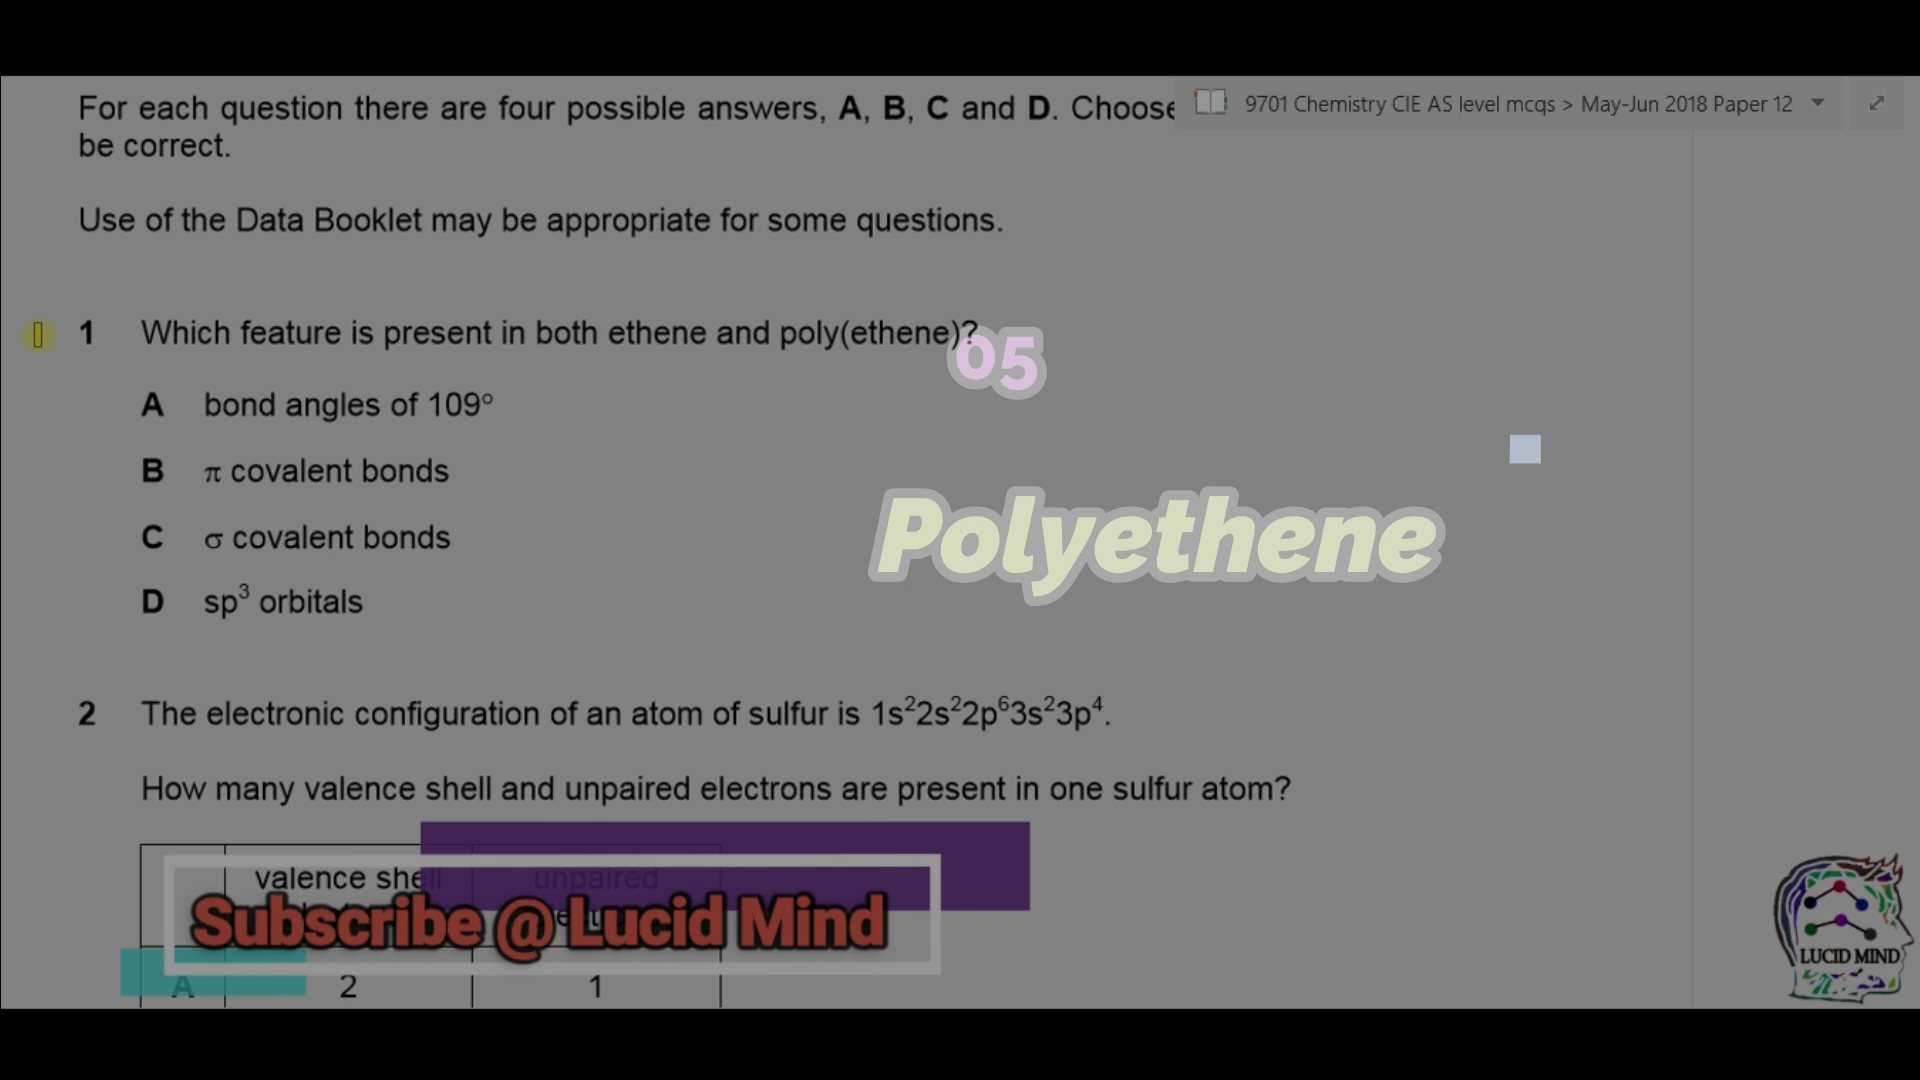 For each question there are four possible answers, A, B, C and D. Choose
be correct.
9701 Chemistry CIE AS level mcqs > May-Jun 2018 Paper 12
Use of the Data Booklet may be appropriate for some questions.
1 Which feature is present in both ethene and poly(ethene)?
05
A bond angles of 109°
B π covalent bonds
C σ covalent bonds
D sp³ orbitals
Polyethene
2 The electronic configuration of an atom of sulfur is 1s²2s²2p⁶3s²3p⁴.
How many valence shell and unpaired electrons are present in one sulfur atom?
valence shell unpaired
Subscribe @ Lucid Mind
A 2 1
LUCID MIND